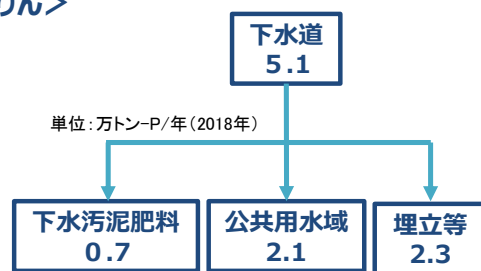 りん＞
下水道
5.1
単位：万トン-P/年（2018年）
下水汚泥肥料
0.7
公共用水域
2.1
埋立等
2.3